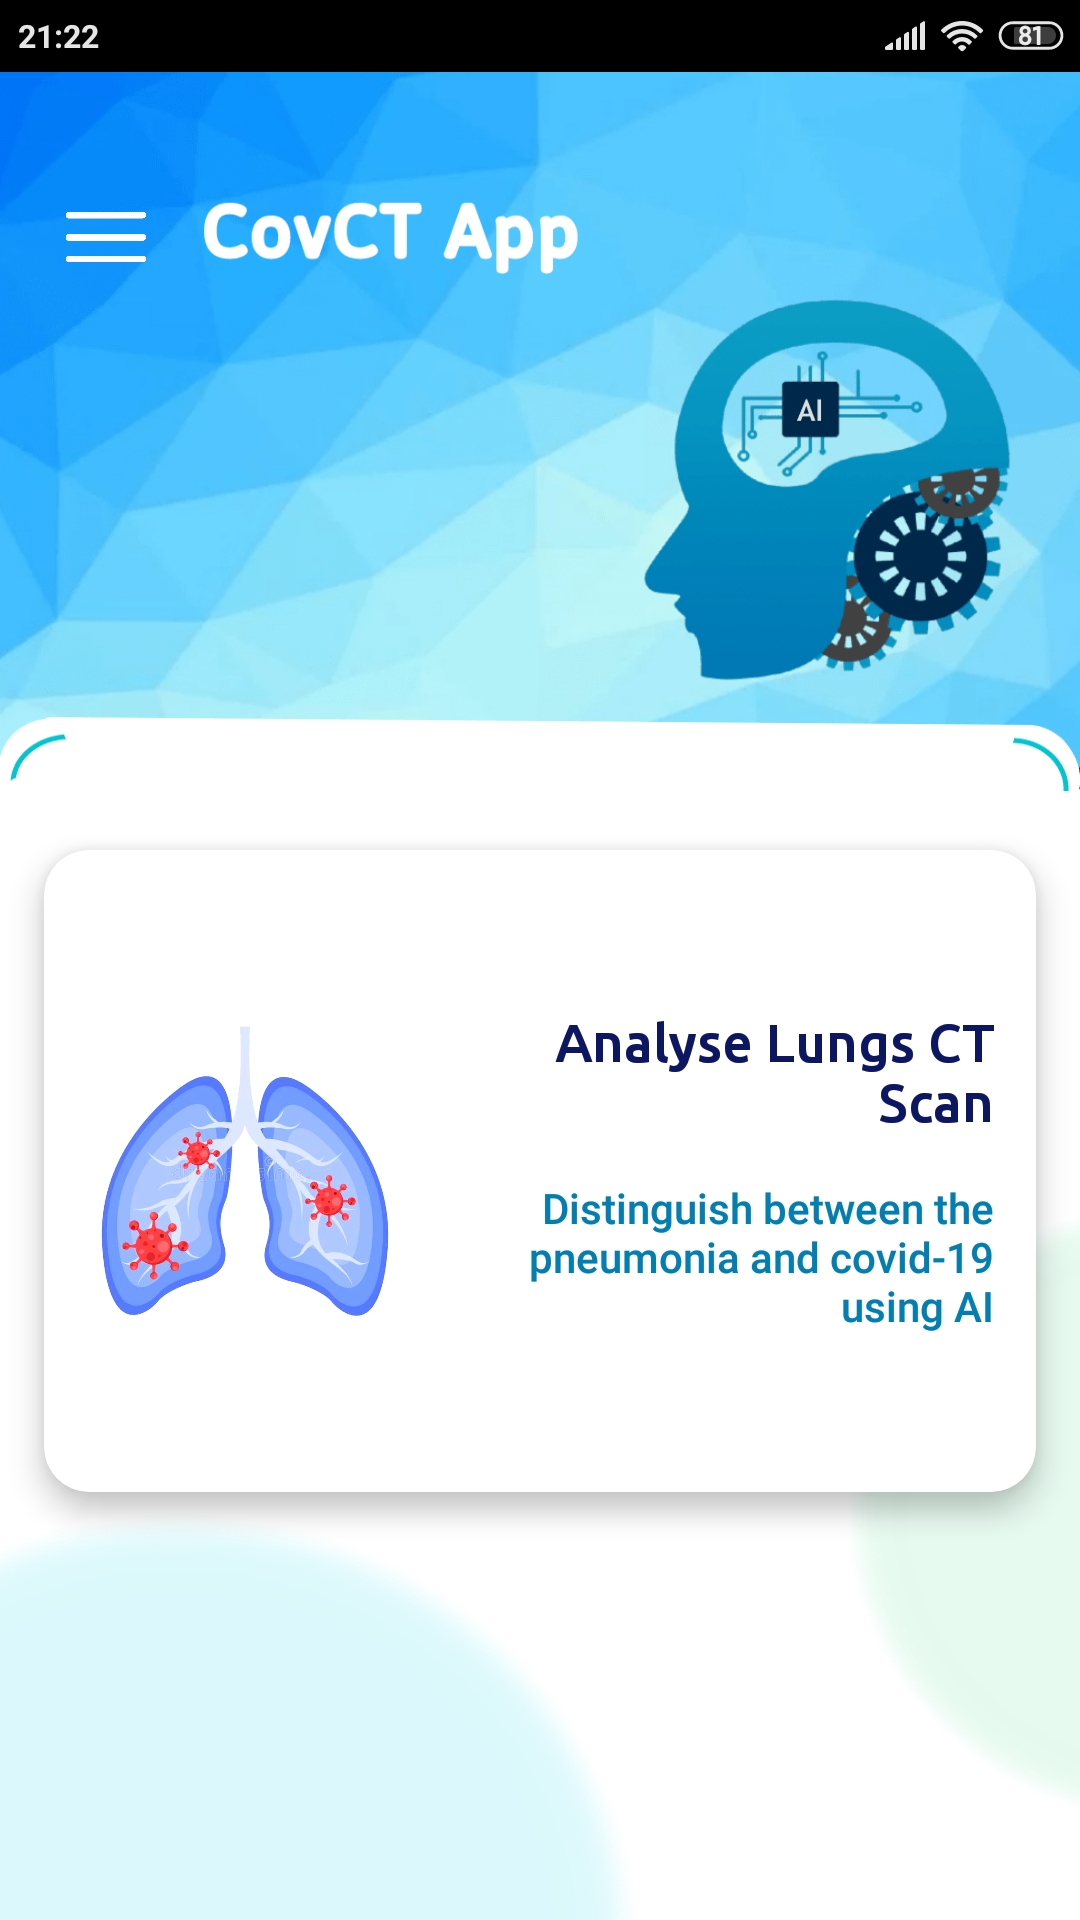 21:22
81
CovCT App
AI
Analyse Lungs CT
Scan
Distinguish between the
pneumonia and covid-19
using AI